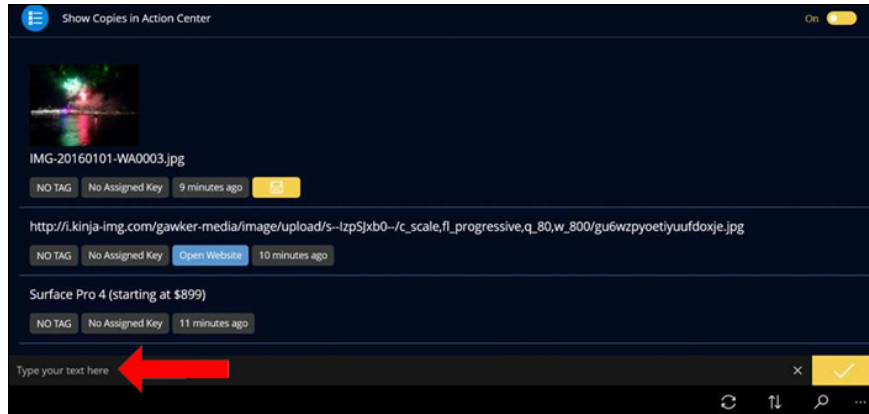 Show Copies in Action Center On
IMG-20160101-WA0003.jpg
NO TAG No Assigned Key 9 minutes ago
http://i.kinja-img.com/gawker-media/image/upload/s--IzpSJxb0--/c_scale,fl_progressive,q_80,w_800/gu6wzpyoetiyuufdoxje.jpg
NO TAG No Assigned Key Open Website 10 minutes ago
Surface Pro 4 (starting at $899)
NO TAG No Assigned Key 11 minutes ago
Type your text here